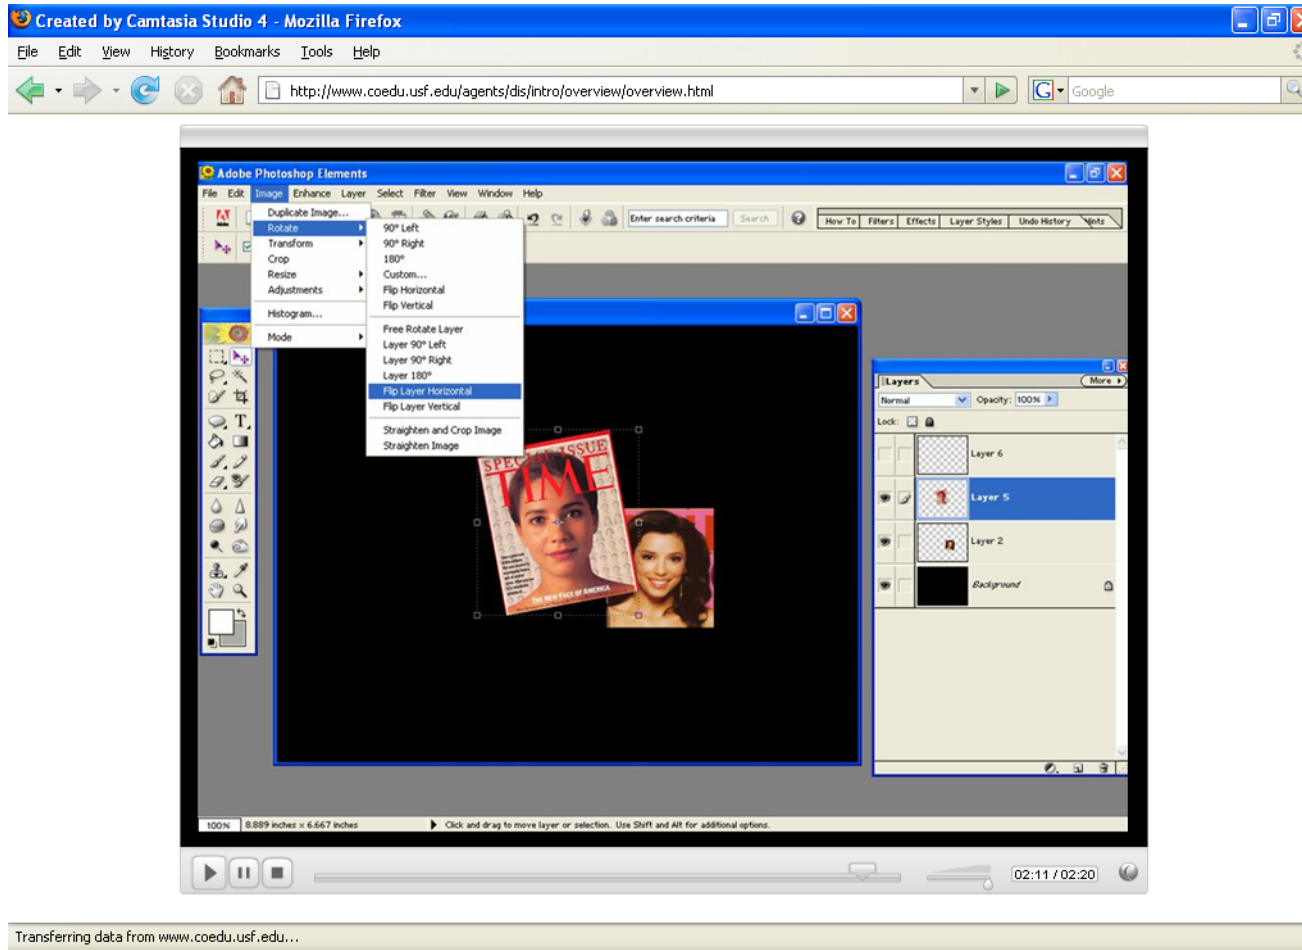 Created by Camtasia Studio 4 - Mozilla Firefox
File Edit View History Bookmarks Tools Help
http://www.coedu.usf.edu/agents/dis/intro/overview/overview.html
G Google
Adobe Photoshop Elements
File Edit Image Enhance Layer Select Filter View Window Help
Enter search criteria Search How To Filters Effects Layer Styles Undo History Hints
Duplicate Image...
Rotate
Transform
Crop
Resize
Adjustments
Histogram...
Mode
90° Left
90° Right
180°
Custom...
Flip Horizontal
Flip Vertical
Free Rotate Layer
Layer 90° Left
Layer 90° Right
Layer 180°
Flip Layer Horizontal
Flip Layer Vertical
Straighten and Crop Image
Straighten Image
SPECIAL ISSUE
TIME
THE NEW FACE OF AMERICA
Layers More
Normal Opacity: 100%
Lock:
Layer 6
Layer 5
Layer 2
Background
100% 8.889 inches x 6.667 inches Click and drag to move layer or selection. Use Shift and Alt for additional options.
02:11 / 02:20
Transferring data from www.coedu.usf.edu...